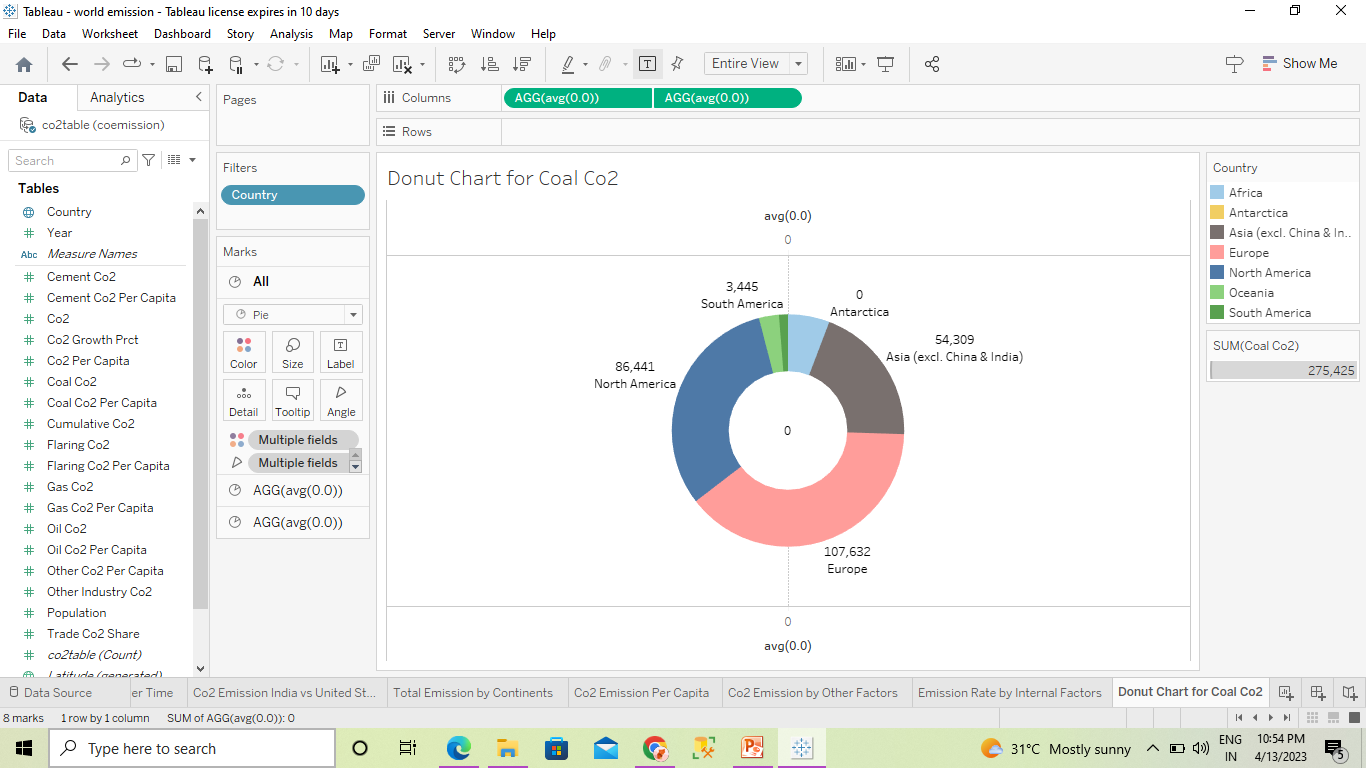 Tableau - world emission - Tableau license expires in 10 days
File Data Worksheet Dashboard Story Analysis Map Format Server Window Help
Entire View
Show Me
Data Analytics
co2table (coemission)
Search
Tables
Country
Year
Abc Measure Names
Cement Co2
Cement Co2 Per Capita
Co2
Co2 Growth Prct
Co2 Per Capita
Coal Co2
Coal Co2 Per Capita
Cumulative Co2
Flaring Co2
Flaring Co2 Per Capita
Gas Co2
Gas Co2 Per Capita
Oil Co2
Oil Co2 Per Capita
Other Co2 Per Capita
Other Industry Co2
Population
Trade Co2 Share
co2table (Count)
Latitude (generated)
Pages
Filters
Country
Marks
All
Pie
Color Size Label
Detail Tooltip Angle
Multiple fields
Multiple fields
AGG(avg(0.0))
AGG(avg(0.0))
Columns AGG(avg(0.0)) AGG(avg(0.0))
Rows
Donut Chart for Coal Co2
avg(0.0)
0
3,445
South America
0
Antarctica
54,309
Asia (excl. China & India)
86,441
North America
0
107,632
Europe
0
avg(0.0)
Country
Africa
Antarctica
Asia (excl. China & In..
Europe
North America
Oceania
South America
SUM(Coal Co2)
275,425
Data Source er Time Co2 Emission India vs United St... Total Emission by Continents Co2 Emission Per Capita Co2 Emission by Other Factors Emission Rate by Internal Factors Donut Chart for Coal Co2
8 marks 1 row by 1 column SUM of AGG(avg(0.0)): 0
Type here to search
31°C Mostly sunny
ENG
IN
10:54 PM
4/13/2023
5